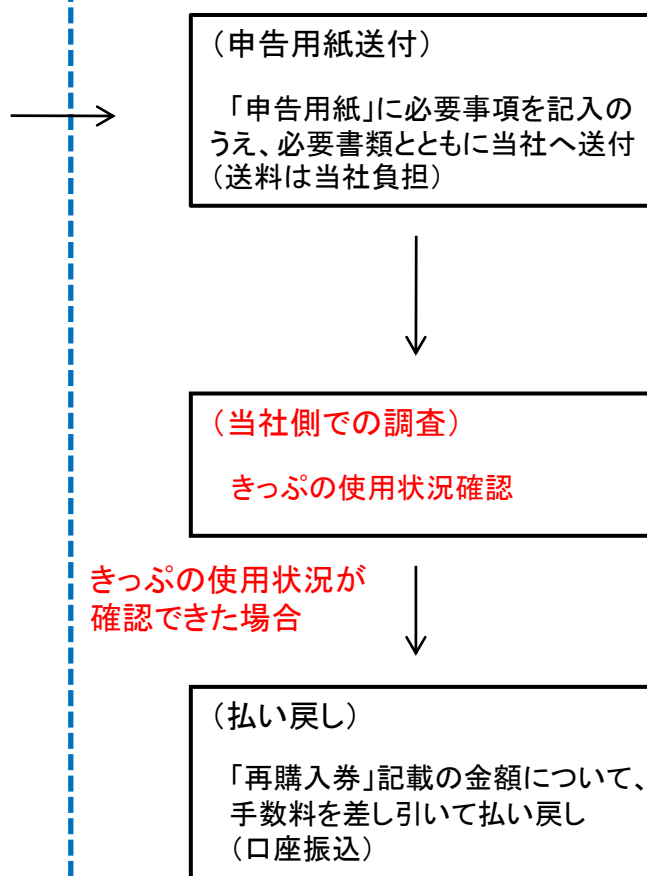 （申告用紙送付）
「申告用紙」に必要事項を記入の
うえ、必要書類とともに当社へ送付
（送料は当社負担）
（当社側での調査）
きっぷの使用状況確認
きっぷの使用状況が
確認できた場合
（払い戻し）
「再購入券」記載の金額について、
手数料を差し引いて払い戻し
（口座振込）